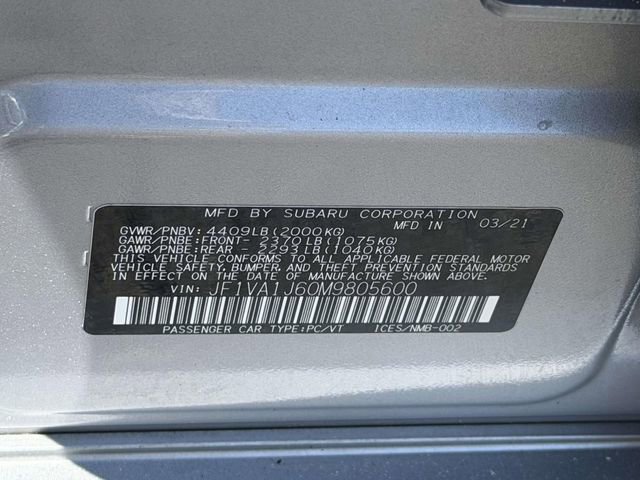 MFD BY SUBARU CORPORATION
MFD IN 03/21
GVWR/PNBV: 4409LB(2000KG)
GAWR/PNBE:FRONT- 2370LB(1075KG)
GAWR/PNBE:REAR - 2293LB(1040KG)
THIS VEHICLE CONFORMS TO ALL APPLICABLE FEDERAL MOTOR
VEHICLE SAFETY, BUMPER, AND THEFT PREVENTION STANDARDS
IN EFFECT ON THE DATE OF MANUFACTURE SHOWN ABOVE.
VIN: JF1VA1J60M9805600
PASSENGER CAR TYPE:PC/VT ICES/NMB-002